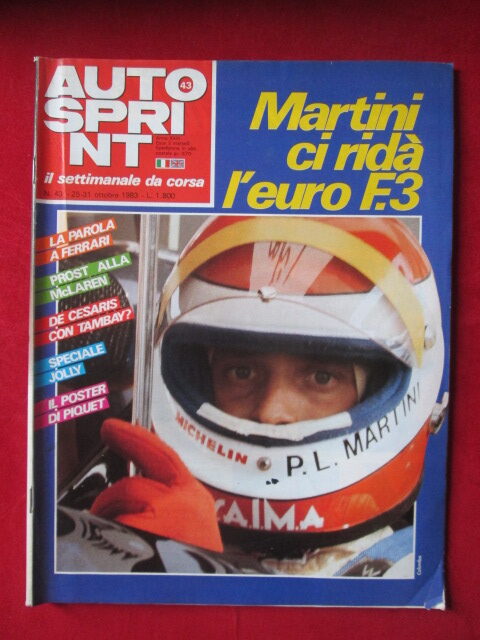 AUTO
SPRI
NT
43
il settimanale da corsa
N. 43 - 25-31 ottobre 1983 - L. 1.800
Martini
ci ridà
l'euro F.3
LA PAROLA
A FERRARI
PROST ALLA
McLAREN
DE CESARIS
CON TAMBAY?
SPECIALE
JOLLY
IL POSTER
DI PIQUET
MICHELIN
P. L. MARTINI
S.A.I.M.A.